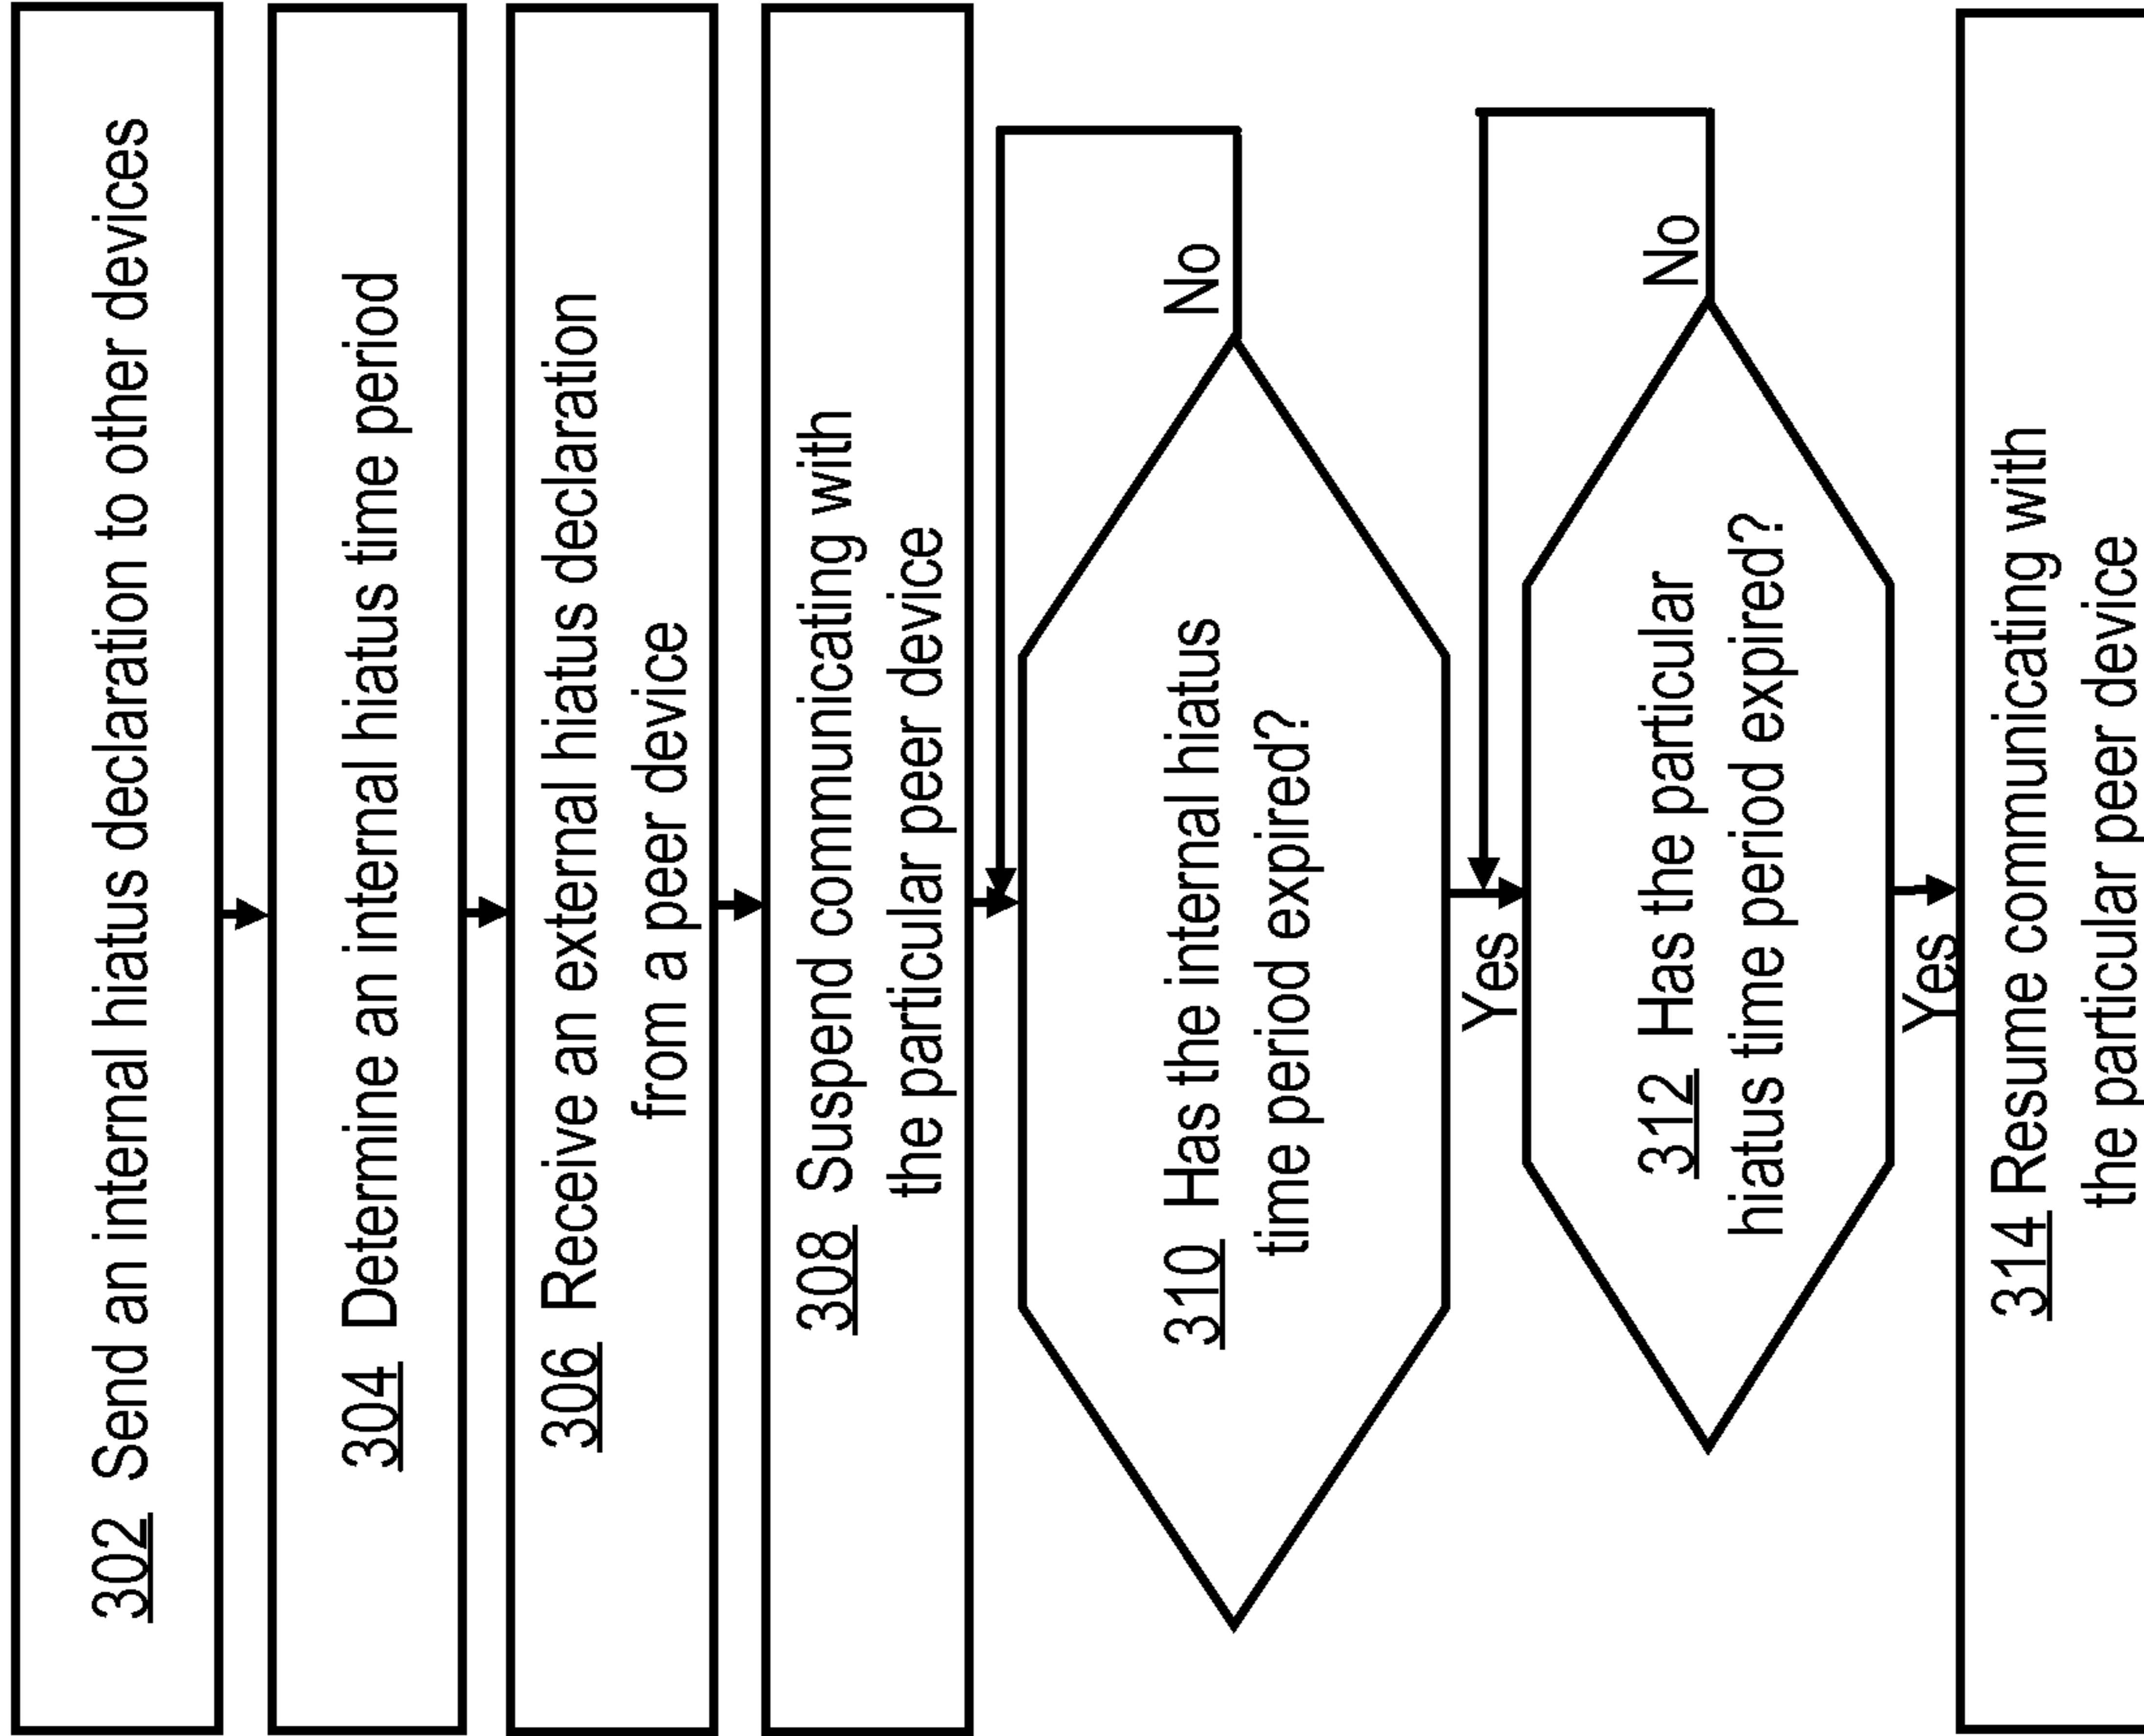 302 Send an internal hiatus declaration to other devices
304 Determine an internal hiatus time period
306 Receive an external hiatus declaration
from a peer device
308 Suspend communicating with
the particular peer device
310 Has the internal hiatus
time period expired?
No
Yes
312 Has the particular
hiatus time period expired?
No
Yes
314 Resume communicating with
the particular peer device